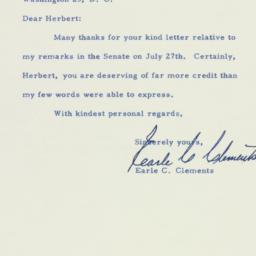 Washington 25, D. C.
Dear Herbert:
Many thanks for your kind letter relative to
my remarks in the Senate on July 27th. Certainly,
Herbert, you are deserving of far more credit than
my few words were able to express.
With kindest personal regards,
Sincerely yours,
Earle C Clements
Earle C. Clements